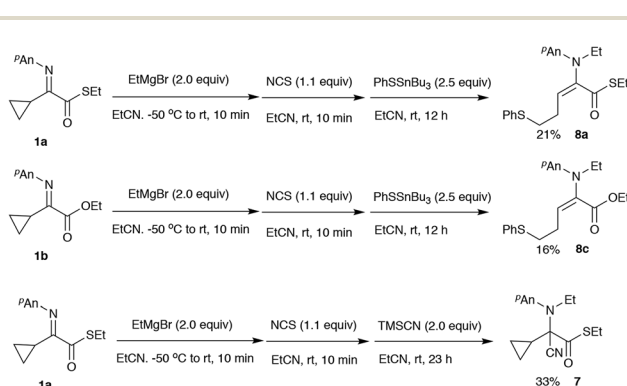 pAn N SEt O 1a
EtMgBr (2.0 equiv) NCS (1.1 equiv) PhSSnBu3 (2.5 equiv)
EtCN. -50 ºC to rt, 10 min EtCN, rt, 10 min EtCN, rt, 12 h
pAn N Et SEt O PhS
21% 8a
pAn N OEt O 1b
EtMgBr (2.0 equiv) NCS (1.1 equiv) PhSSnBu3 (2.5 equiv)
EtCN. -50 ºC to rt, 10 min EtCN, rt, 10 min EtCN, rt, 12 h
pAn N Et OEt O PhS
16% 8c
pAn N SEt O 1a
EtMgBr (2.0 equiv) NCS (1.1 equiv) TMSCN (2.0 equiv)
EtCN. -50 ºC to rt, 10 min EtCN, rt, 10 min EtCN, rt, 23 h
pAn N Et SEt CN O
33% 7